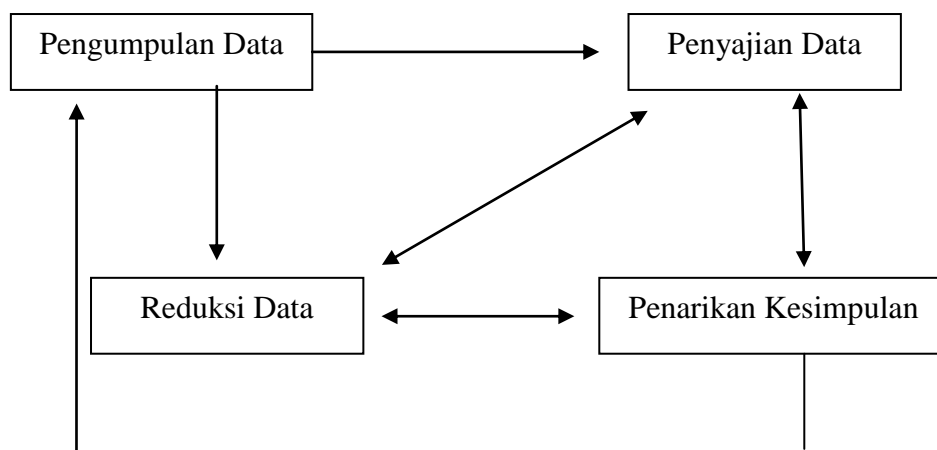 Pengumpulan Data
Penyajian Data
Reduksi Data
Penarikan Kesimpulan